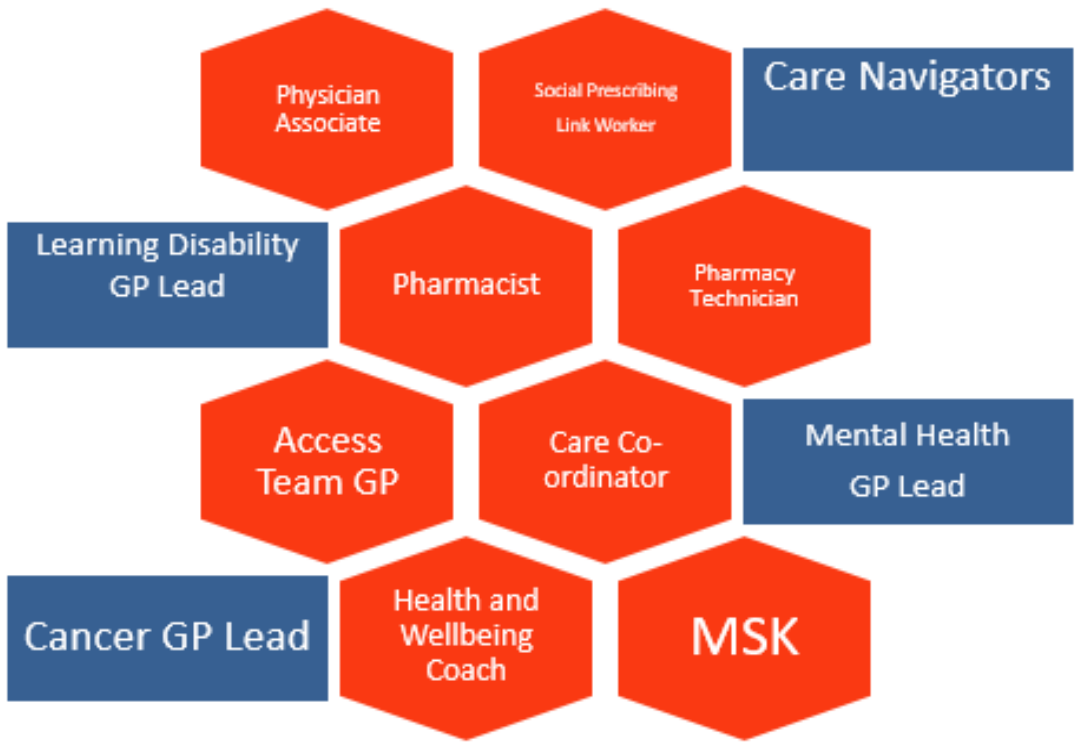 Physician
Associate
Social Prescribing
Link Worker
Care Navigators
Learning Disability
GP Lead
Pharmacist
Pharmacy
Technician
Access
Team GP
Care Co-
ordinator
Mental Health
GP Lead
Cancer GP Lead
Health and
Wellbeing
Coach
MSK